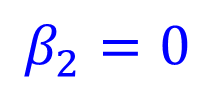 β₂ = 0